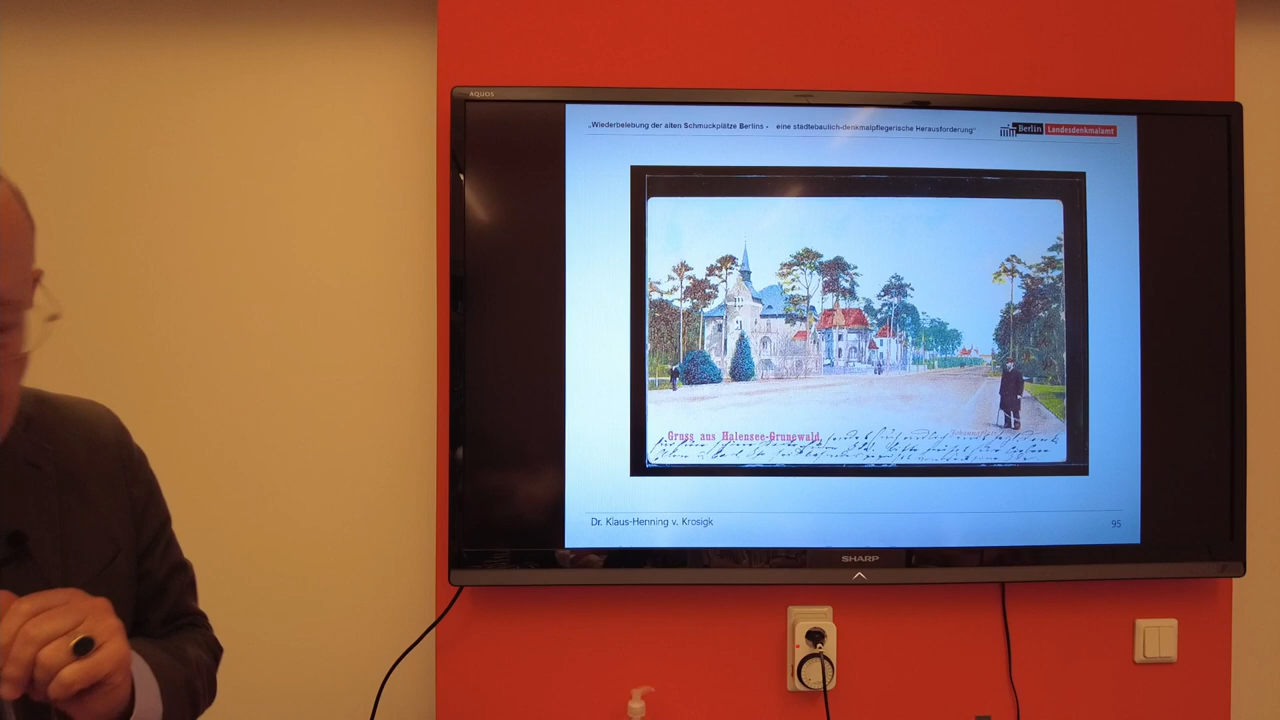 AQUOS
„Wiederbelebung der alten Schmuckplätze Berlins - eine städtebaulich-denkmalpflegerische Herausforderung“
Berlin Landesdenkmalamt
Gruss aus Halensee-Grunewald.
Dr. Klaus-Henning v. Krosigk
95
SHARP